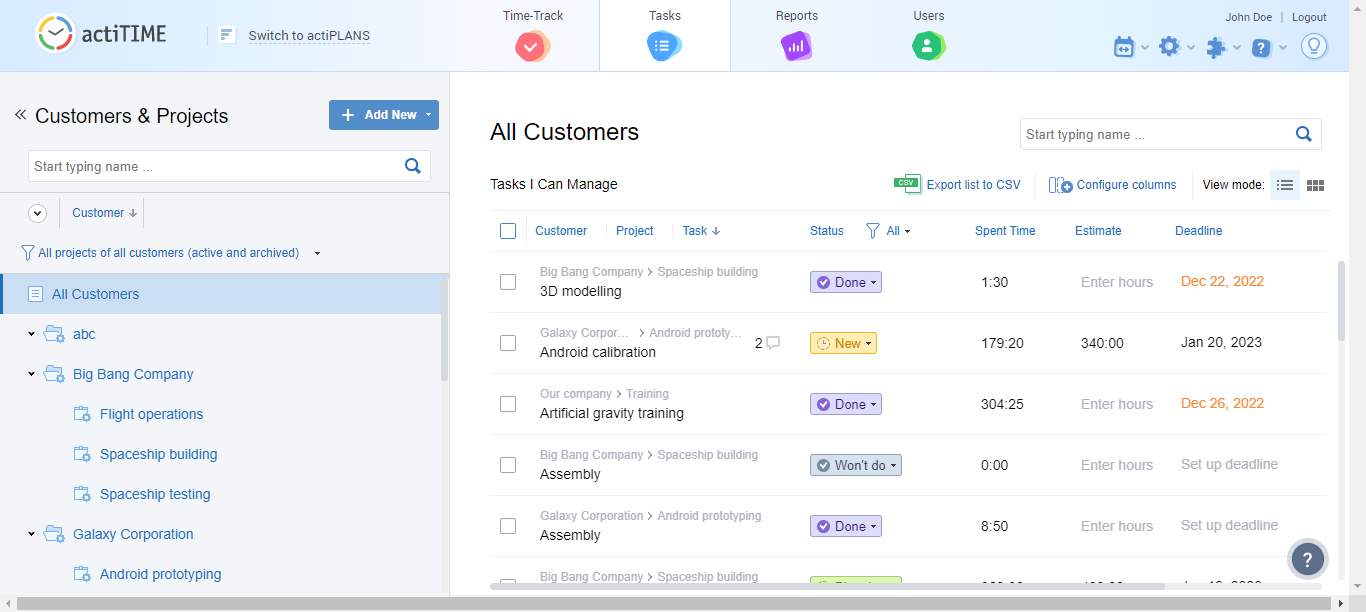 actiTIME
Switch to actiPLANS
Time-Track
Tasks
Reports
Users
John Doe | Logout
Customers & Projects
+ Add New
Start typing name ...
Customer ↓
All projects of all customers (active and archived)
All Customers
abc
Big Bang Company
Flight operations
Spaceship building
Spaceship testing
Galaxy Corporation
Android prototyping
All Customers
Start typing name ...
Tasks I Can Manage
CSV Export list to CSV
Configure columns
View mode:
Customer Project Task ↓ Status All Spent Time Estimate Deadline
Big Bang Company > Spaceship building
3D modelling Done 1:30 Enter hours Dec 22, 2022
Galaxy Corpor... > Android prototy...
Android calibration 2 New 179:20 340:00 Jan 20, 2023
Our company > Training
Artificial gravity training Done 304:25 Enter hours Dec 26, 2022
Big Bang Company > Spaceship building
Assembly Won't do 0:00 Enter hours Set up deadline
Galaxy Corporation > Android prototyping
Assembly Done 8:50 Enter hours Set up deadline
Big Bang Company > Spaceship building
?